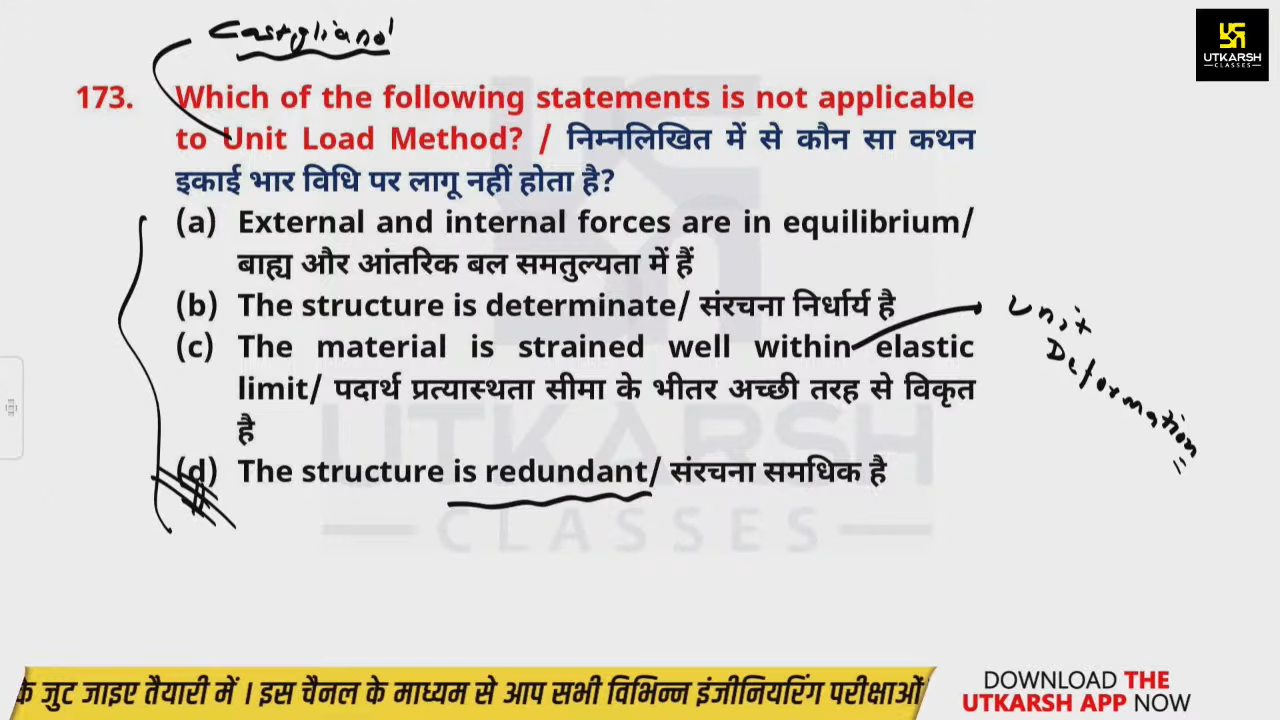 Castigliano'
UTKARSH
CLASSES
173. Which of the following statements is not applicable
to Unit Load Method? / निम्नलिखित में से कौन सा कथन
इकाई भार विधि पर लागू नहीं होता है?
(a) External and internal forces are in equilibrium/
बाह्य और आंतरिक बल समतुल्यता में हैं
(b) The structure is determinate/ संरचना निर्धार्य है
(c) The material is strained well within elastic
limit/ पदार्थ प्रत्यास्थता सीमा के भीतर अच्छी तरह से विकृत
है
(d) The structure is redundant/ संरचना समधिक है
Unit
Deformation
UTKARSH
CLASSES
के जुट जाइए तैयारी में । इस चैनल के माध्यम से आप सभी विभिन्न इंजीनियरिंग परीक्षाओं
DOWNLOAD THE
UTKARSH APP NOW